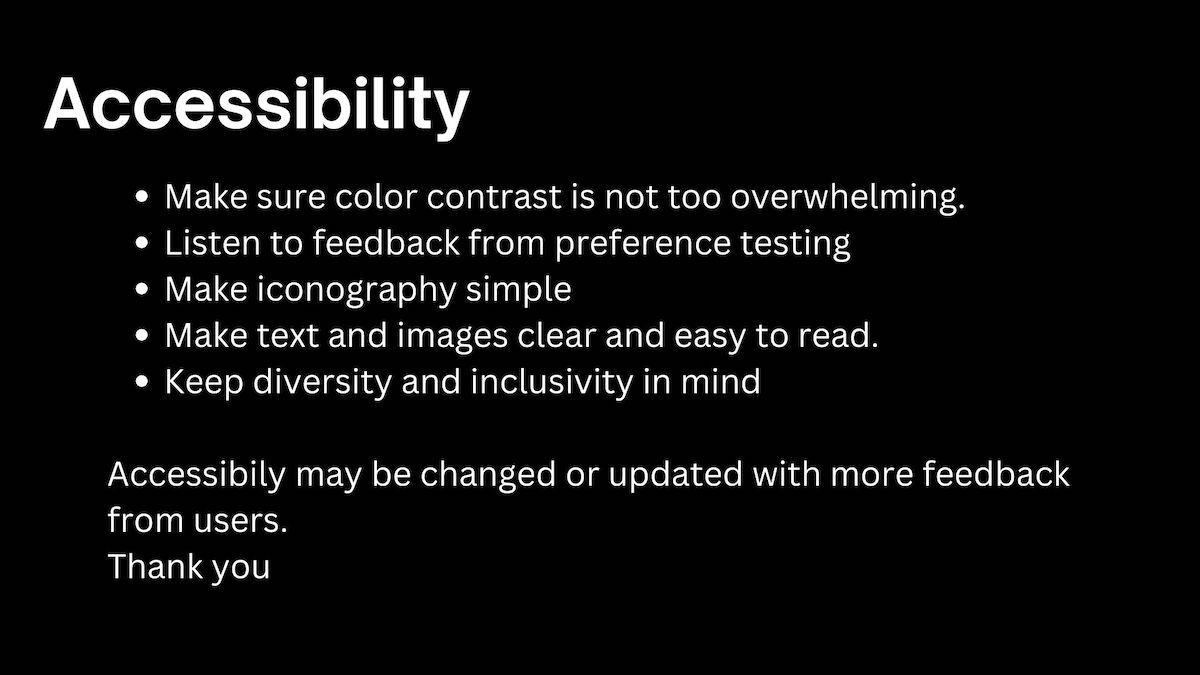 Accessibility
• Make sure color contrast is not too overwhelming.
• Listen to feedback from preference testing
• Make iconography simple
• Make text and images clear and easy to read.
• Keep diversity and inclusivity in mind
Accessibily may be changed or updated with more feedback
from users.
Thank you